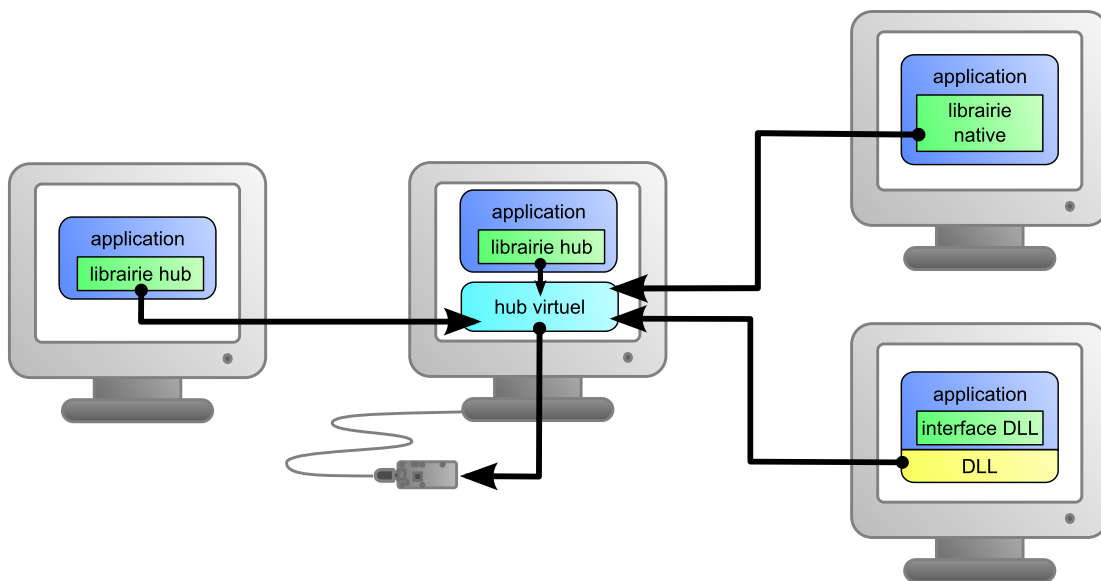 application
librairie hub
application
librairie hub
hub virtuel
application
librairie
native
application
interface DLL
DLL